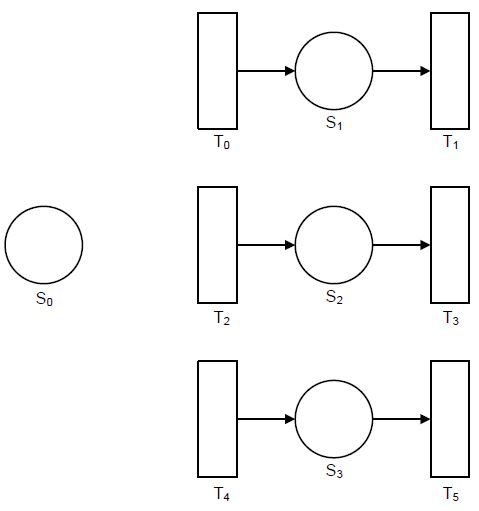 T₀
S₁
T₁
S₀
T₂
S₂
T₃
T₄
S₃
T₅